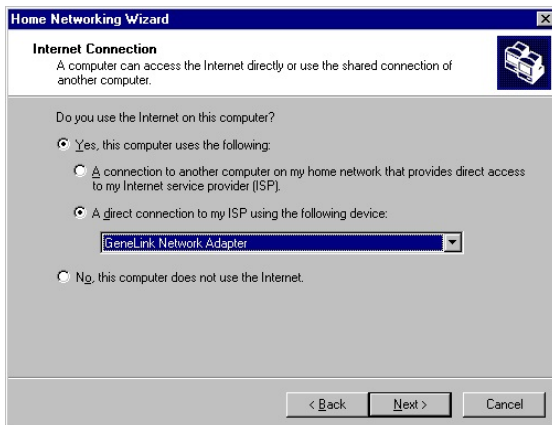 Home Networking Wizard
Internet Connection
A computer can access the Internet directly or use the shared connection of
another computer.
Do you use the Internet on this computer?
Yes, this computer uses the following:
A connection to another computer on my home network that provides direct access
to my Internet service provider (ISP).
A direct connection to my ISP using the following device:
GeneLink Network Adapter
No, this computer does not use the Internet.
< Back
Next >
Cancel